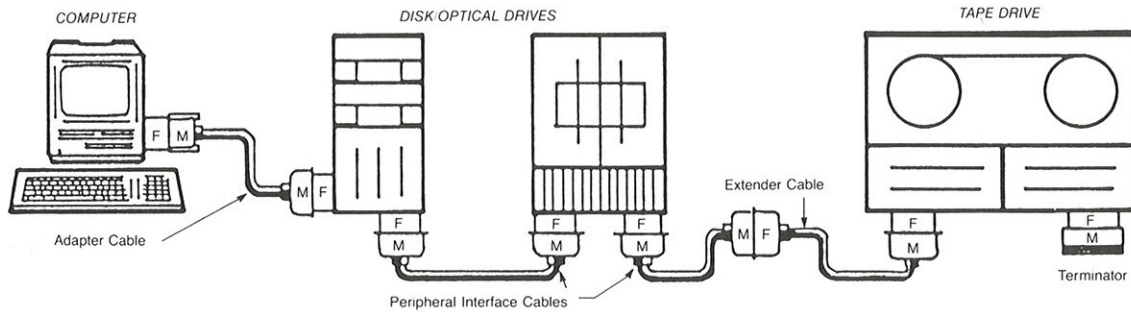 COMPUTER
DISK/OPTICAL DRIVES
TAPE DRIVE
F M
M F
F
M
F
M
F
M
M F
F
M
F
M
Adapter Cable
Extender Cable
Peripheral Interface Cables
Terminator